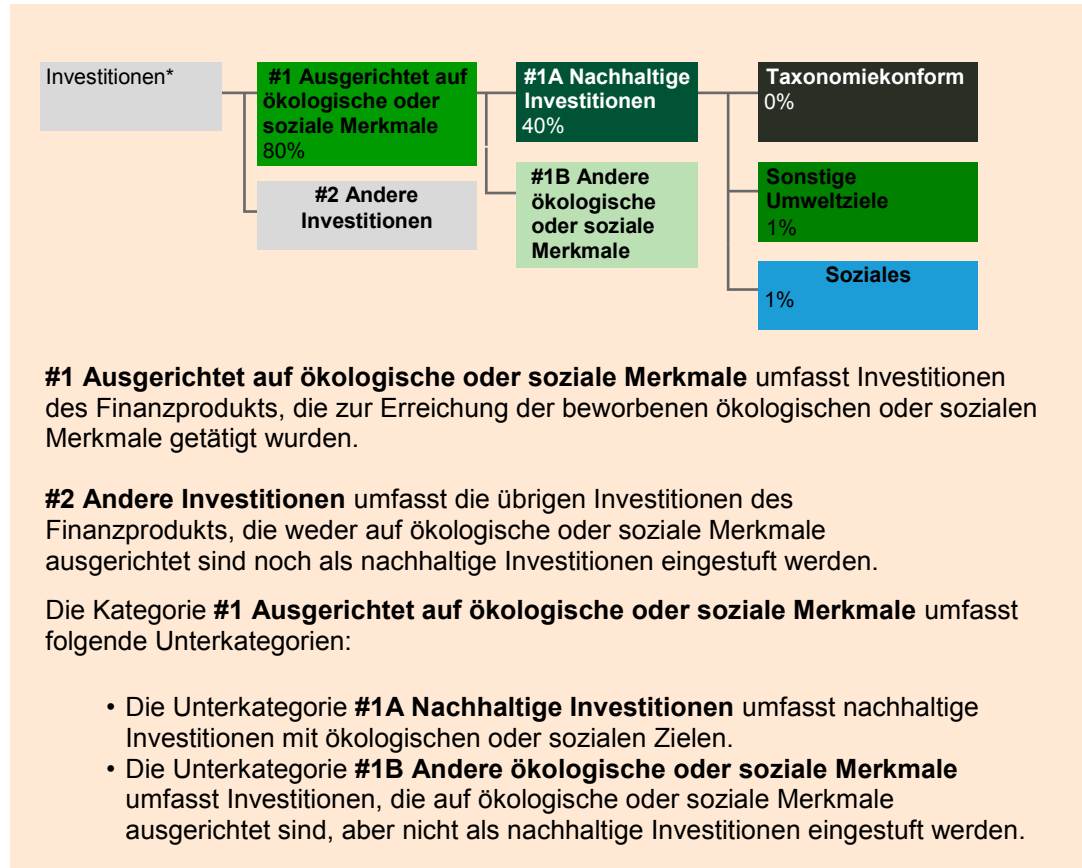 Investitionen*
#1 Ausgerichtet auf
ökologische oder
soziale Merkmale
80%
#2 Andere
Investitionen
#1A Nachhaltige
Investitionen
40%
#1B Andere
ökologische
oder soziale
Merkmale
Taxonomiekonform
0%
Sonstige
Umweltziele
1%
Soziales
1%
#1 Ausgerichtet auf ökologische oder soziale Merkmale umfasst Investitionen
des Finanzprodukts, die zur Erreichung der beworbenen ökologischen oder sozialen
Merkmale getätigt wurden.
#2 Andere Investitionen umfasst die übrigen Investitionen des
Finanzprodukts, die weder auf ökologische oder soziale Merkmale
ausgerichtet sind noch als nachhaltige Investitionen eingestuft werden.
Die Kategorie #1 Ausgerichtet auf ökologische oder soziale Merkmale umfasst
folgende Unterkategorien:
• Die Unterkategorie #1A Nachhaltige Investitionen umfasst nachhaltige
Investitionen mit ökologischen oder sozialen Zielen.
• Die Unterkategorie #1B Andere ökologische oder soziale Merkmale
umfasst Investitionen, die auf ökologische oder soziale Merkmale
ausgerichtet sind, aber nicht als nachhaltige Investitionen eingestuft werden.